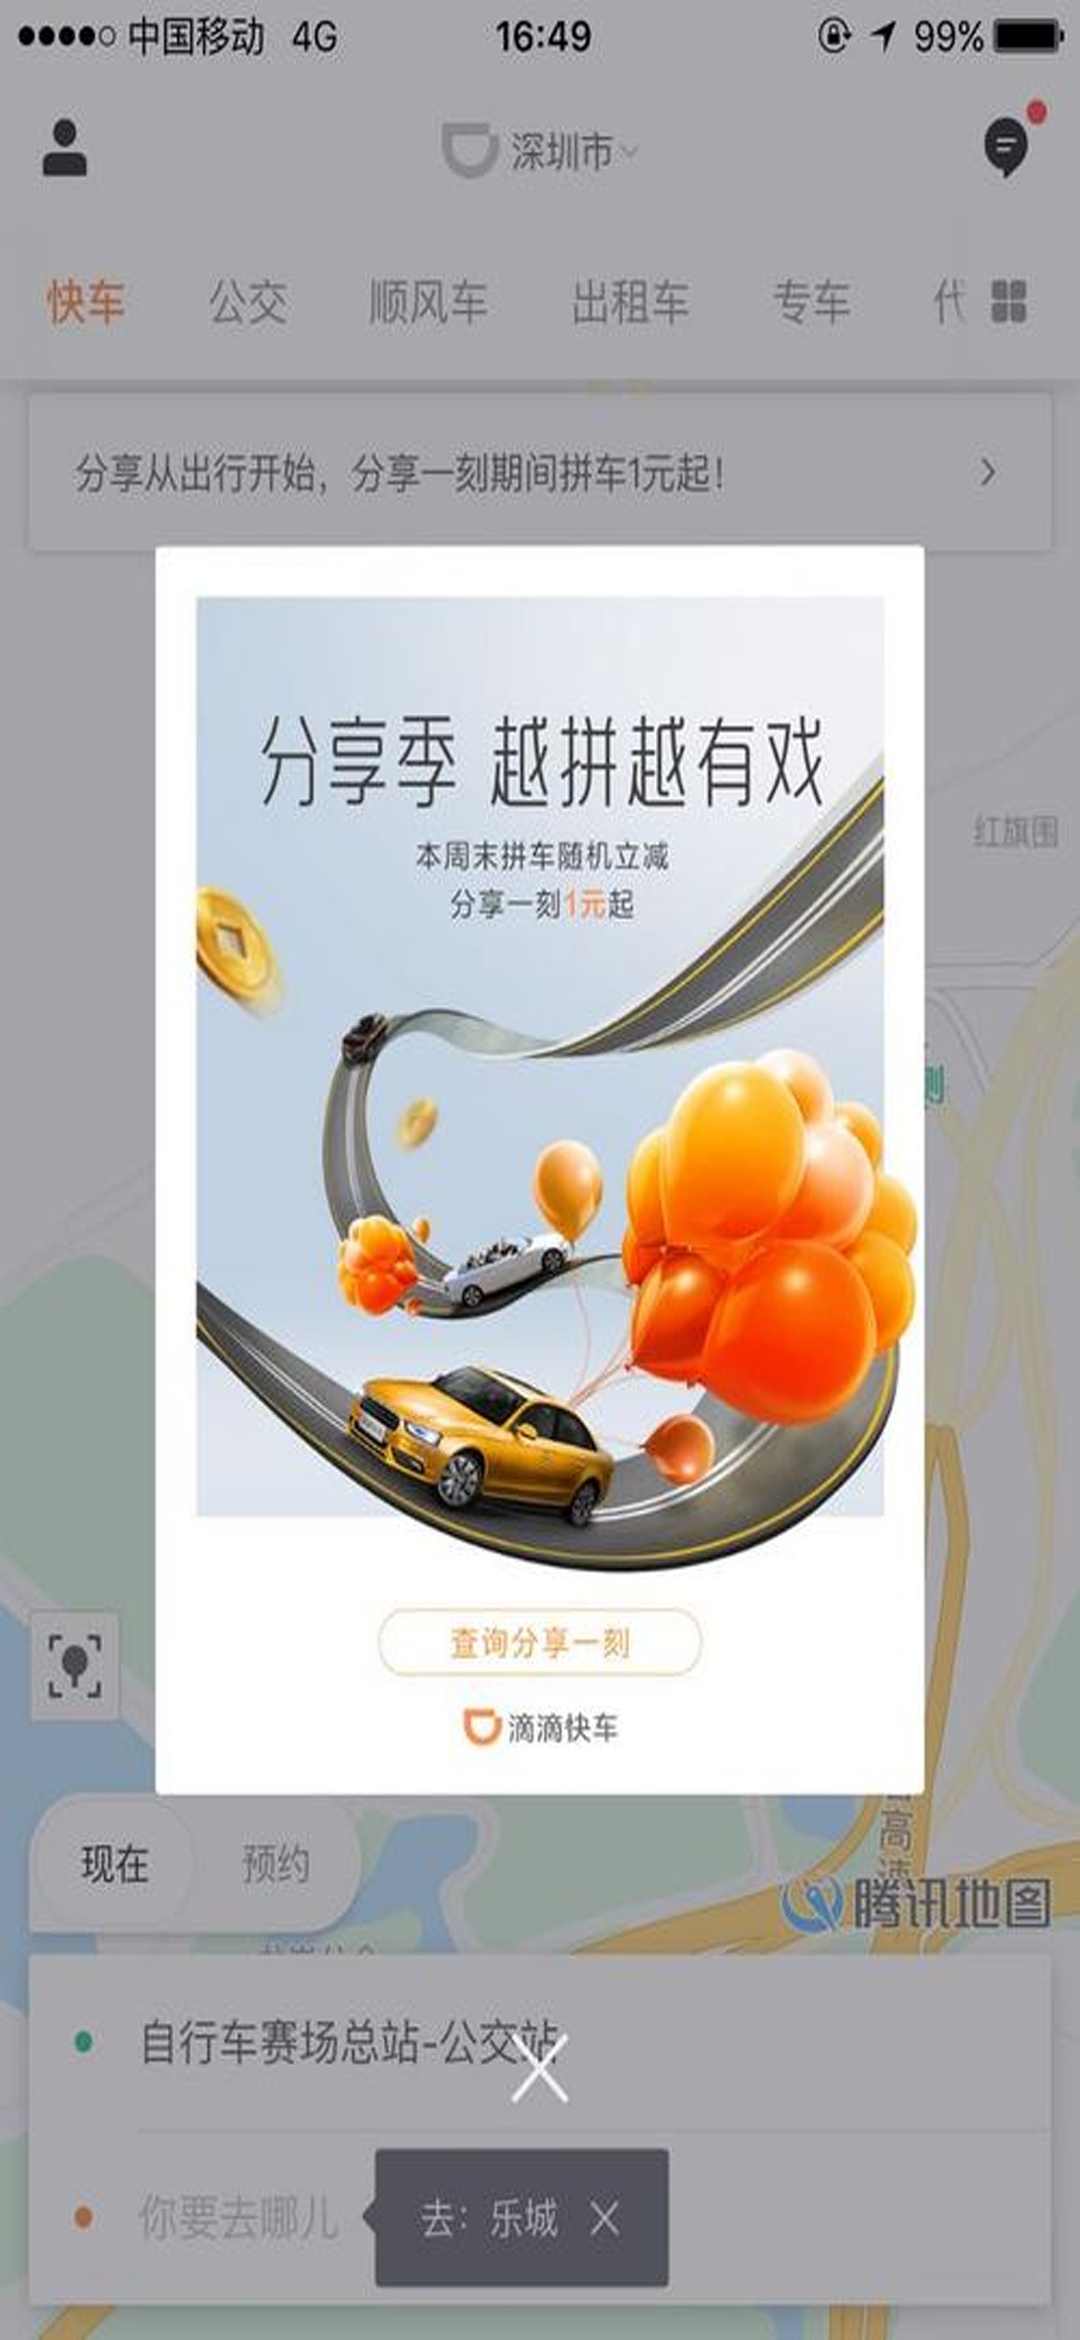 中国移动 4G 16:49 99%
深圳市
快车 公交 顺风车 出租车 专车 代
分享从出行开始，分享一刻期间拼车1元起！
分享季 越拼越有戏
本周末拼车随机立减
分享一刻1元起
红旗围
查询分享一刻
滴滴快车
高
现在 预约
腾讯地图
自行车赛场总站-公交站
你要去哪儿 去：乐城